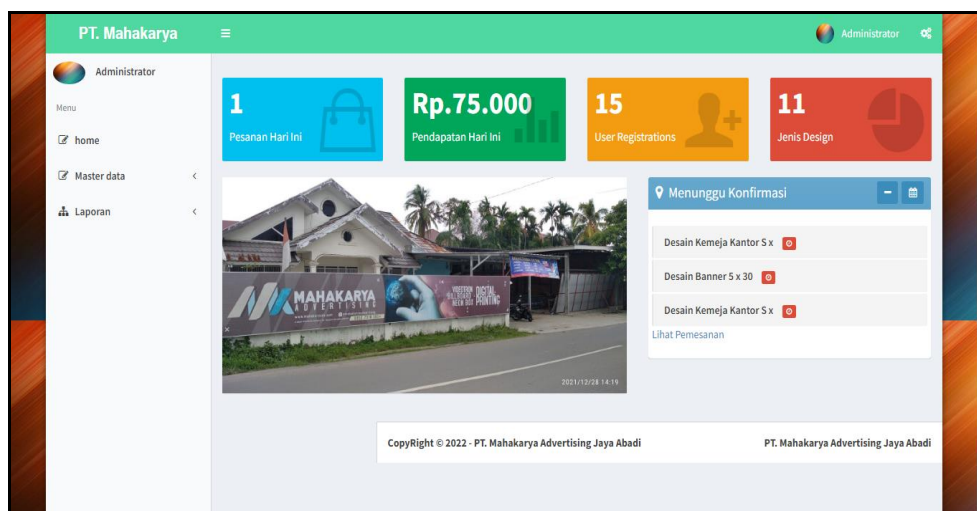 PT. Mahakarya
Administrator
Administrator
Menu
home
Master data
Laporan
1
Pesanan Hari Ini
Rp.75.000
Pendapatan Hari Ini
15
User Registrations
11
Jenis Design
MAHAKARYA
ADVERTISING
DIGITAL
PRINTING
NEON BOX
2021/12/28 14:19
Menunggu Konfirmasi
Desain Kemeja Kantor S x
Desain Banner 5 x 30
Desain Kemeja Kantor S x
Lihat Pemesanan
CopyRight © 2022 - PT. Mahakarya Advertising Jaya Abadi
PT. Mahakarya Advertising Jaya Abadi